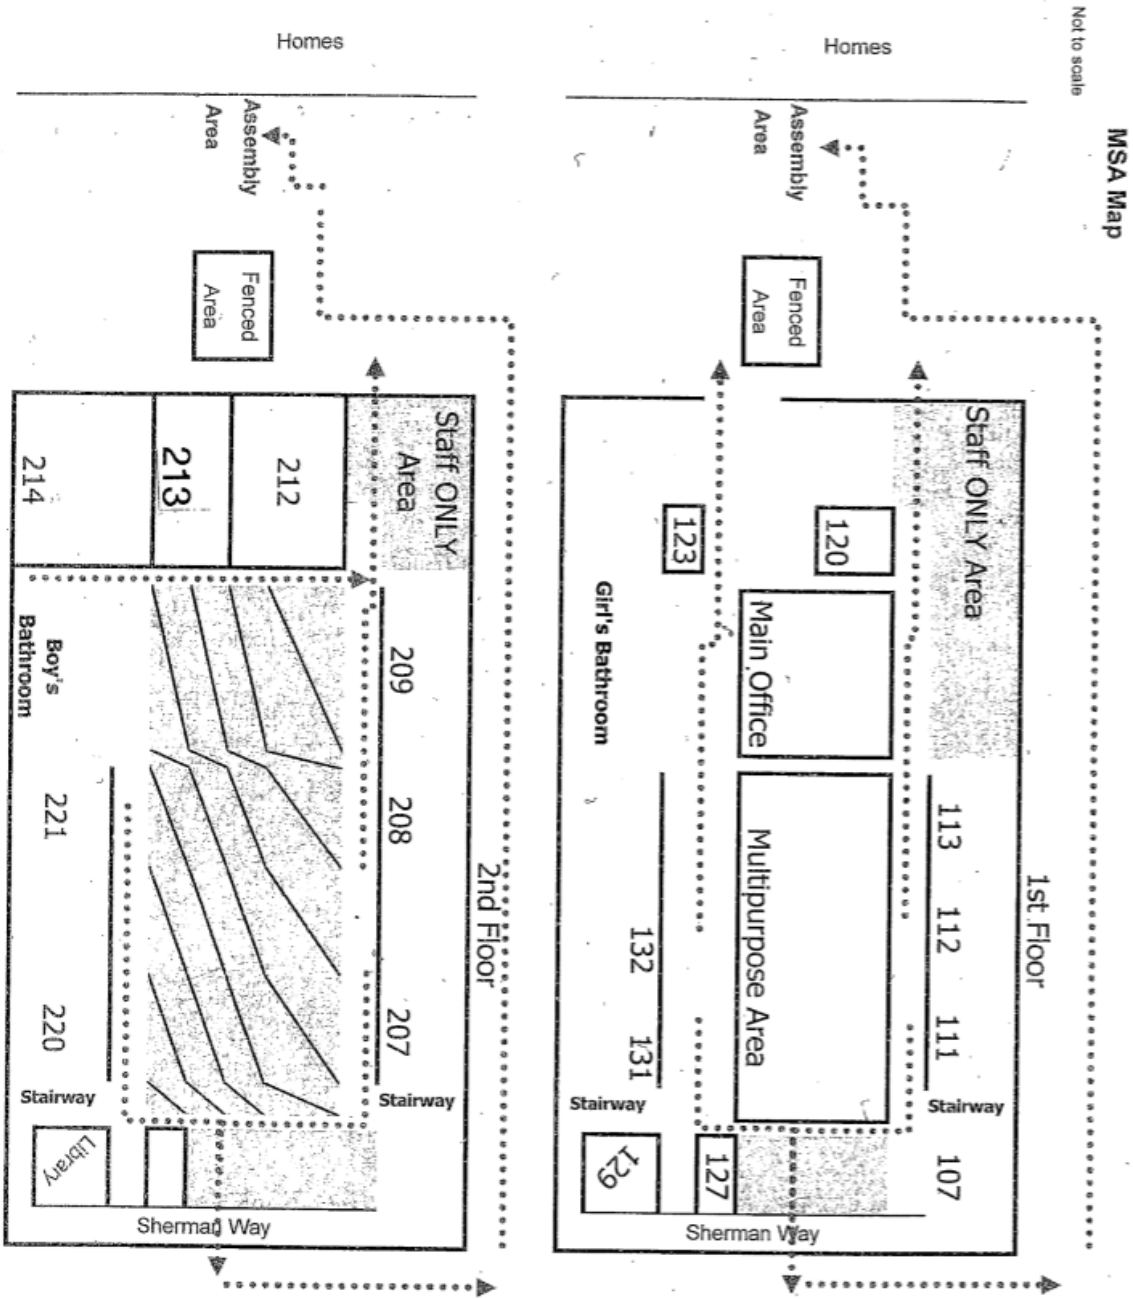 MSA Map
Not to scale
1st Floor
Homes
Assembly
Area
Fenced
Area
Staff ONLY Area
113
112
111
Stairway
107
120
Main Office
Multipurpose Area
123
Girl's Bathroom
132
131
Stairway
127
129
Sherman Way
2nd Floor
Homes
Assembly
Area
Fenced
Area
Staff ONLY
Area
209
208
207
Stairway
212
213
214
Boy's
Bathroom
221
220
Stairway
Library
Sherman Way